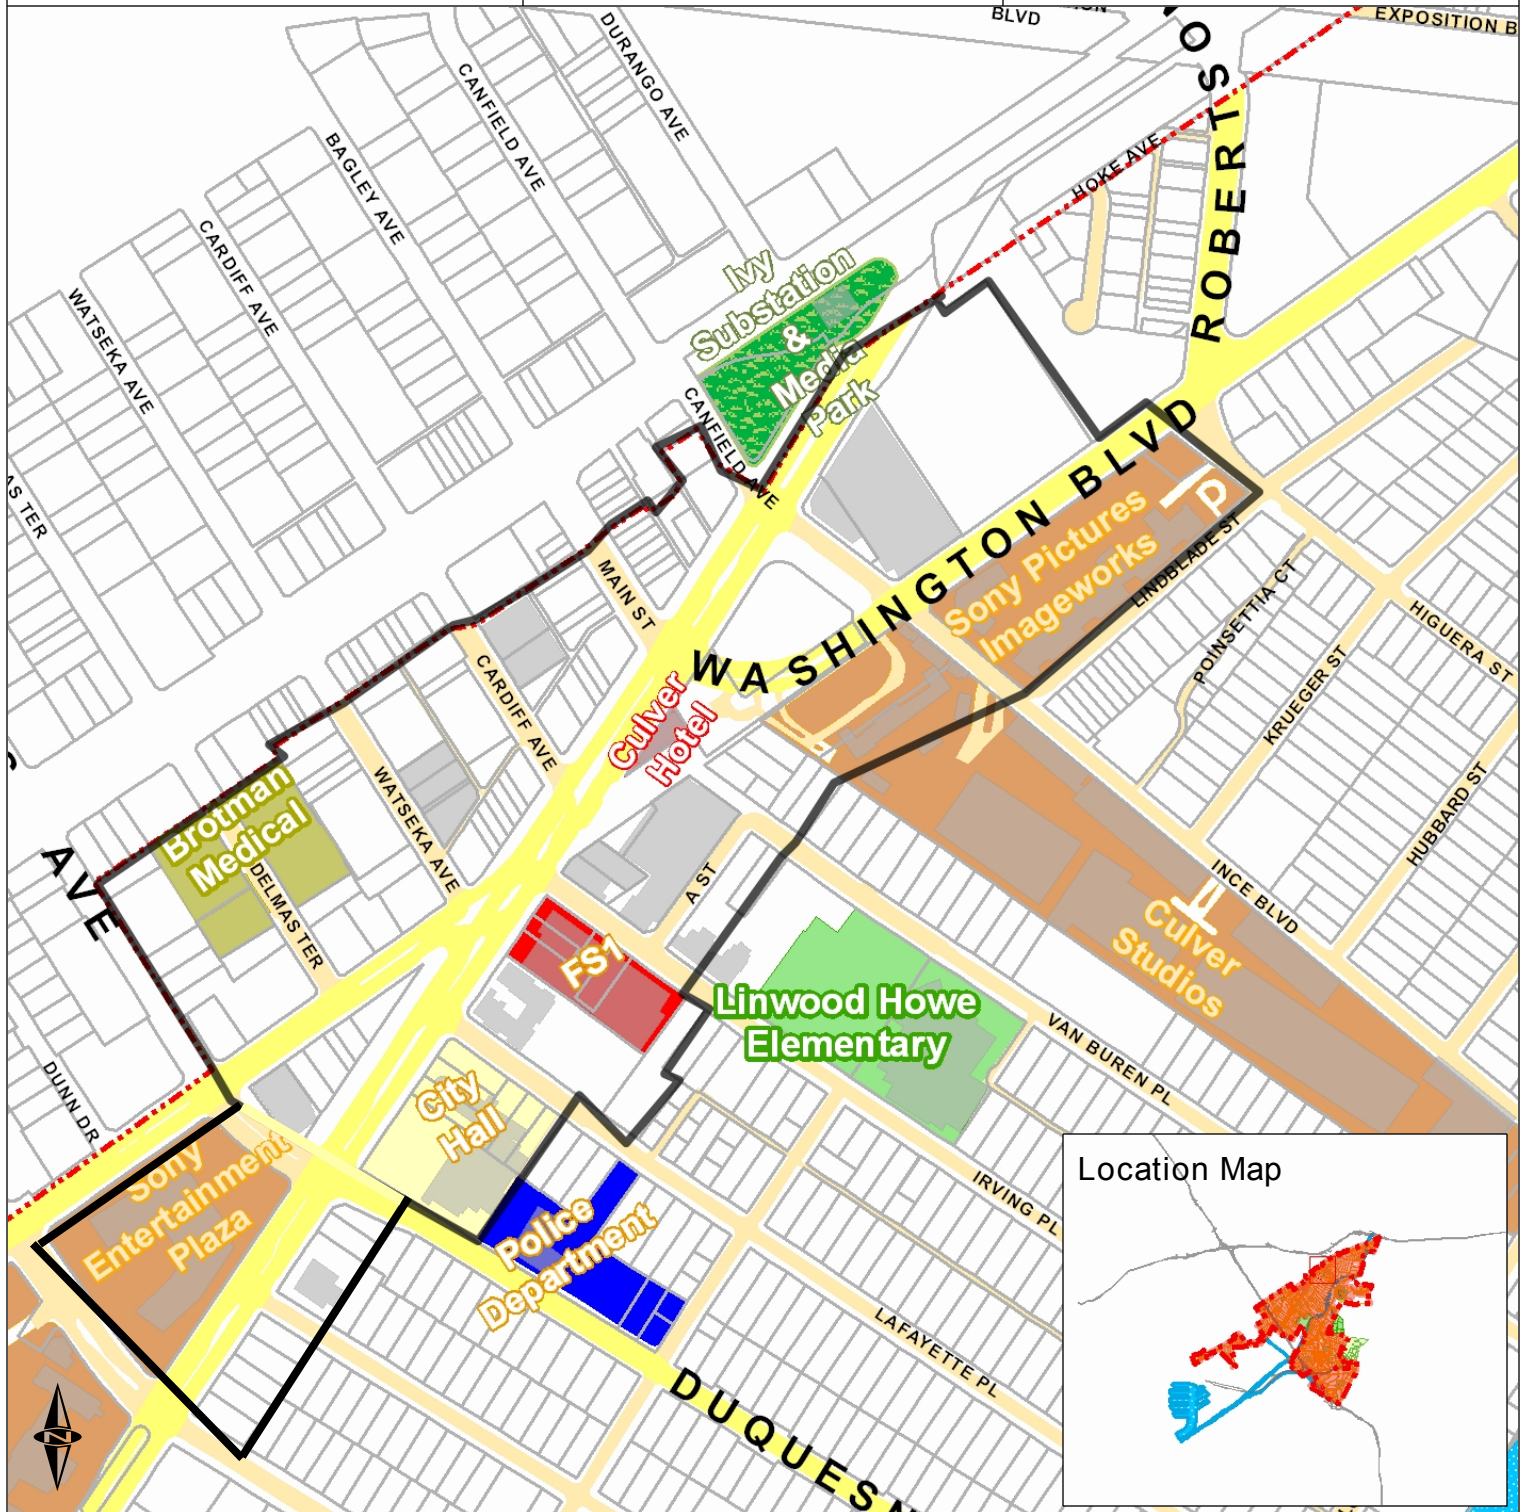 BLVD
EXPOSITION B
DURANGO AVE
CANFIELD AVE
BAGLEY AVE
CARDIFF AVE
WATSEKA AVE
HOKE AVE
ROBERTSO
Ivy
Substation
&
Media
Park
CANFIELD AVE
AS TER
MAIN ST
WASHINGTON BLVD
P
Sony Pictures
Imageworks
LINDBLADE ST
POINSETTIA CT
HIGUERA ST
KRUEGER ST
HUBBARD ST
CARDIFF AVE
Culver
Hotel
WATSEKA AVE
Brotman
Medical
DELMAS TER
AVE
A ST
INCE BLVD
Culver
Studios
FS1
Linwood Howe
Elementary
VAN BUREN PL
DUNN DR
City
Hall
Sony
Entertainment
Plaza
Police
Department
IRVING PL
LAFAYETTE PL
DUQUESN
Location Map
N